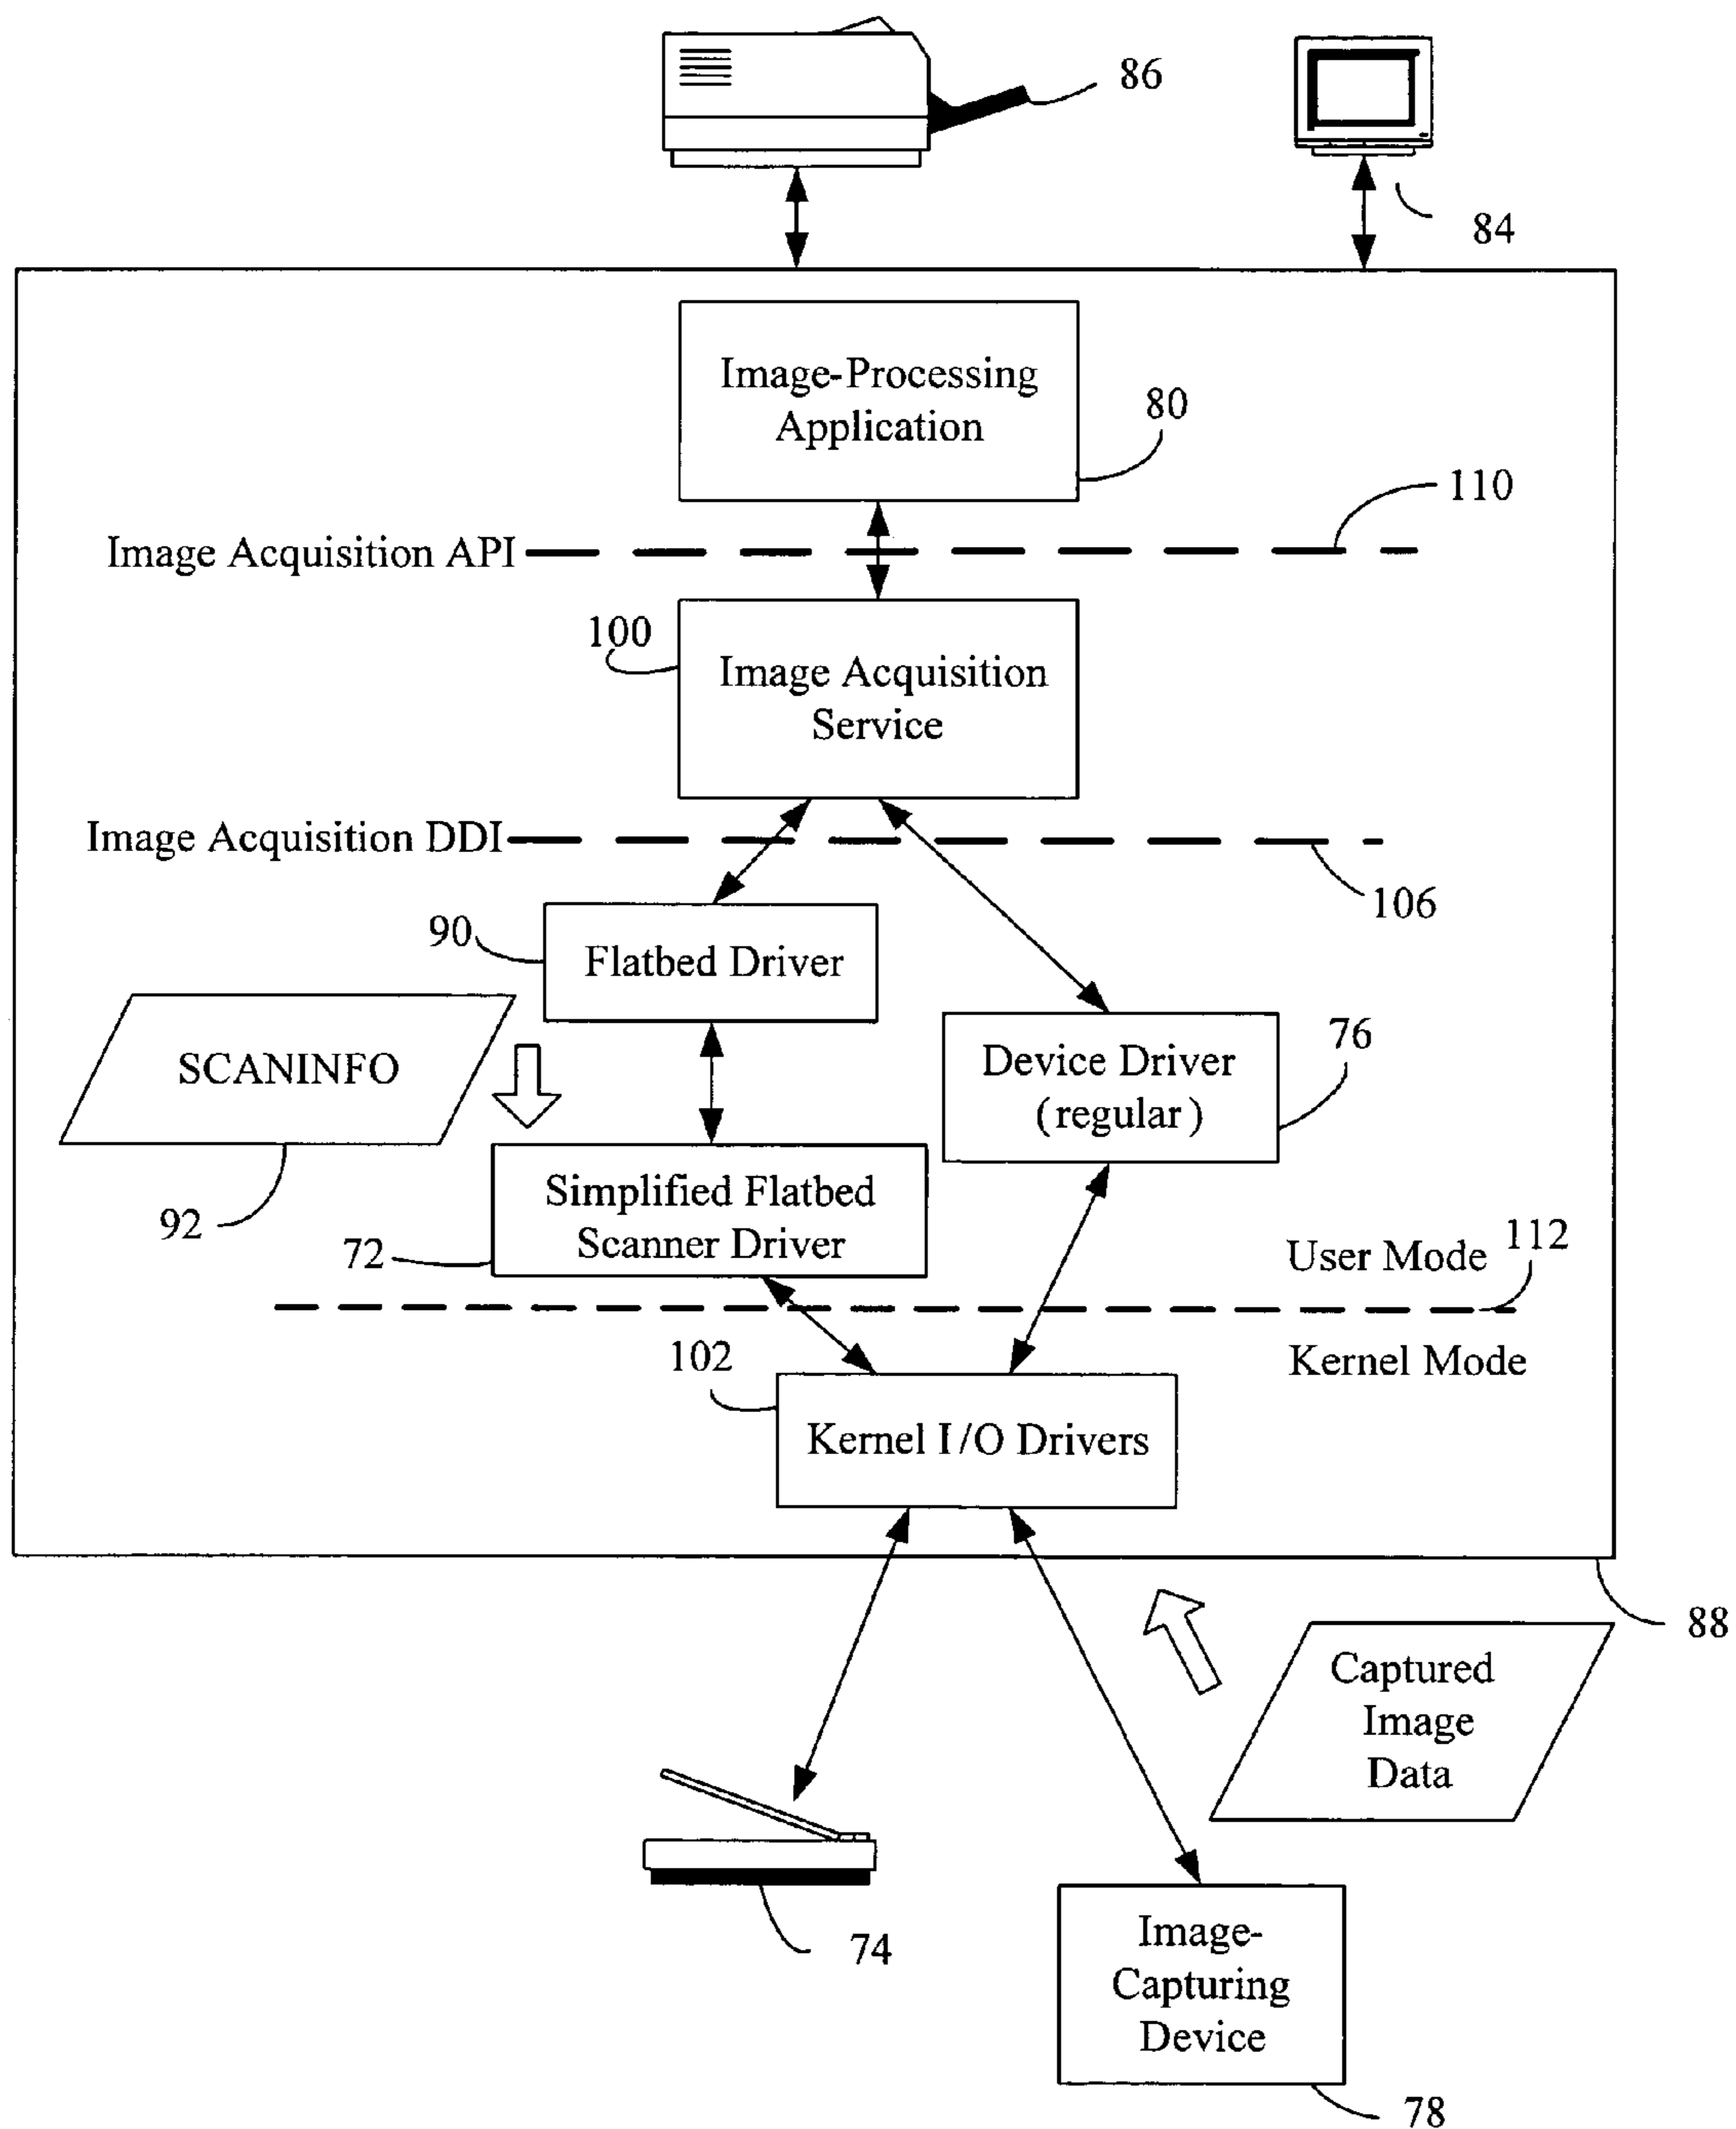 86
84
Image-Processing
Application
80
110
Image Acquisition API
100
Image Acquisition
Service
Image Acquisition DDI
106
90
Flatbed Driver
SCANINFO
76
Device Driver
(regular)
92
Simplified Flatbed
Scanner Driver
72
User Mode
112
Kernel Mode
102
Kernel I/O Drivers
88
Captured
Image
Data
74
Image-
Capturing
Device
78